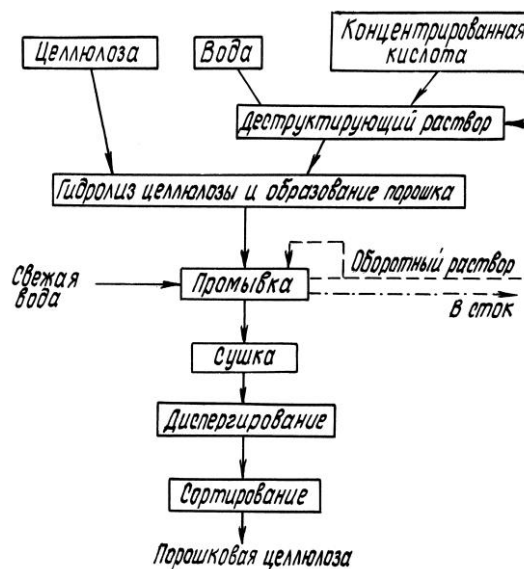 Целлюлоза
Вода
Концентрированная
кислота
Деструктирующий раствор
Гидролиз целлюлозы и образование порошка
Оборотный раствор
Свежая
вода
Промывка
В сток
Сушка
Диспергирование
Сортирование
Порошковая целлюлоза